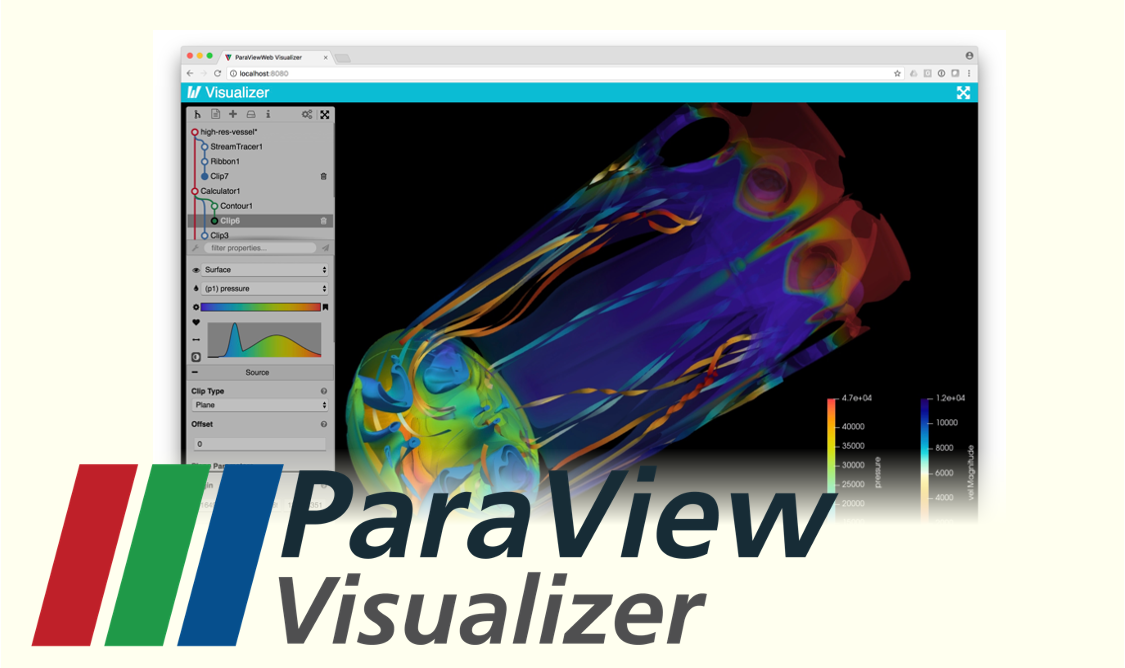 ParaViewWeb Visualizer
localhost:8080
Visualizer
high-res-vessel*
StreamTracer1
Ribbon1
Clip7
Calculator1
Contour1
Clip6
Clip3
filter properties...
Surface
(p1) pressure
Source
Clip Type
Plane
Offset
0
4.7e+04
40000
35000
30000
25000
20000
pressure
1.2e+04
10000
8000
6000
4000
vel Magnitude
ParaView
Visualizer